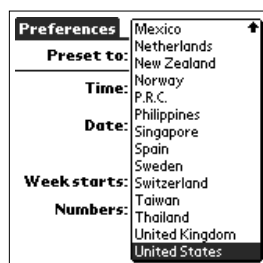 Preferences
Preset to:
Time:
Date:
Week starts:
Numbers:
Mexico
Netherlands
New Zealand
Norway
P.R.C.
Philippines
Singapore
Spain
Sweden
Switzerland
Taiwan
Thailand
United Kingdom
United States